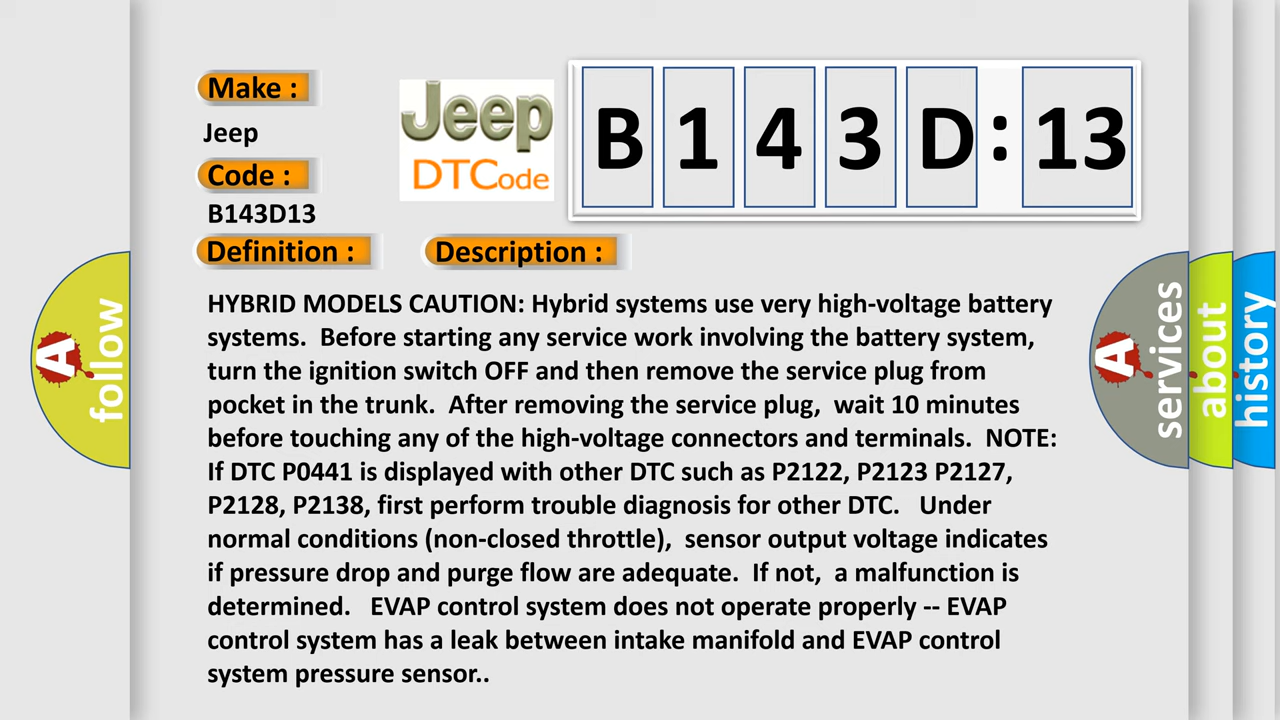 Make :
Jeep
Code :
B143D13
Jeep
DTCode
B 1 4 3 D : 13
Definition :
Description :
HYBRID MODELS CAUTION: Hybrid systems use very high-voltage battery
systems.  Before starting any service work involving the battery system,
turn the ignition switch OFF and then remove the service plug from
pocket in the trunk.  After removing the service plug,  wait 10 minutes
before touching any of the high-voltage connectors and terminals.  NOTE:
If DTC P0441 is displayed with other DTC such as P2122, P2123 P2127,
P2128, P2138, first perform trouble diagnosis for other DTC.   Under
normal conditions (non-closed throttle),  sensor output voltage indicates
if pressure drop and purge flow are adequate.  If not,  a malfunction is
determined.   EVAP control system does not operate properly -- EVAP
control system has a leak between intake manifold and EVAP control
system pressure sensor..
A
follow
A
services
about
history